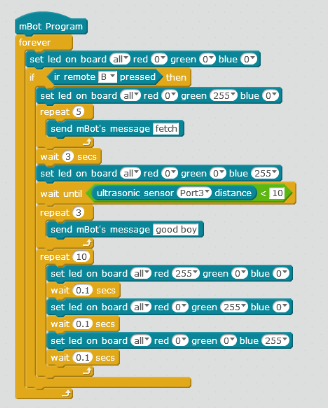 mBot Program
forever
set led on board all red 0 green 0 blue 0
if ir remote B pressed then
set led on board all red 0 green 255 blue 0
repeat 5
send mBot's message fetch
wait 3 secs
set led on board all red 0 green 0 blue 255
wait until ultrasonic sensor Port3 distance < 10
repeat 3
send mBot's message good boy
repeat 10
set led on board all red 255 green 0 blue 0
wait 0.1 secs
set led on board all red 0 green 255 blue 0
wait 0.1 secs
set led on board all red 0 green 0 blue 255
wait 0.1 secs